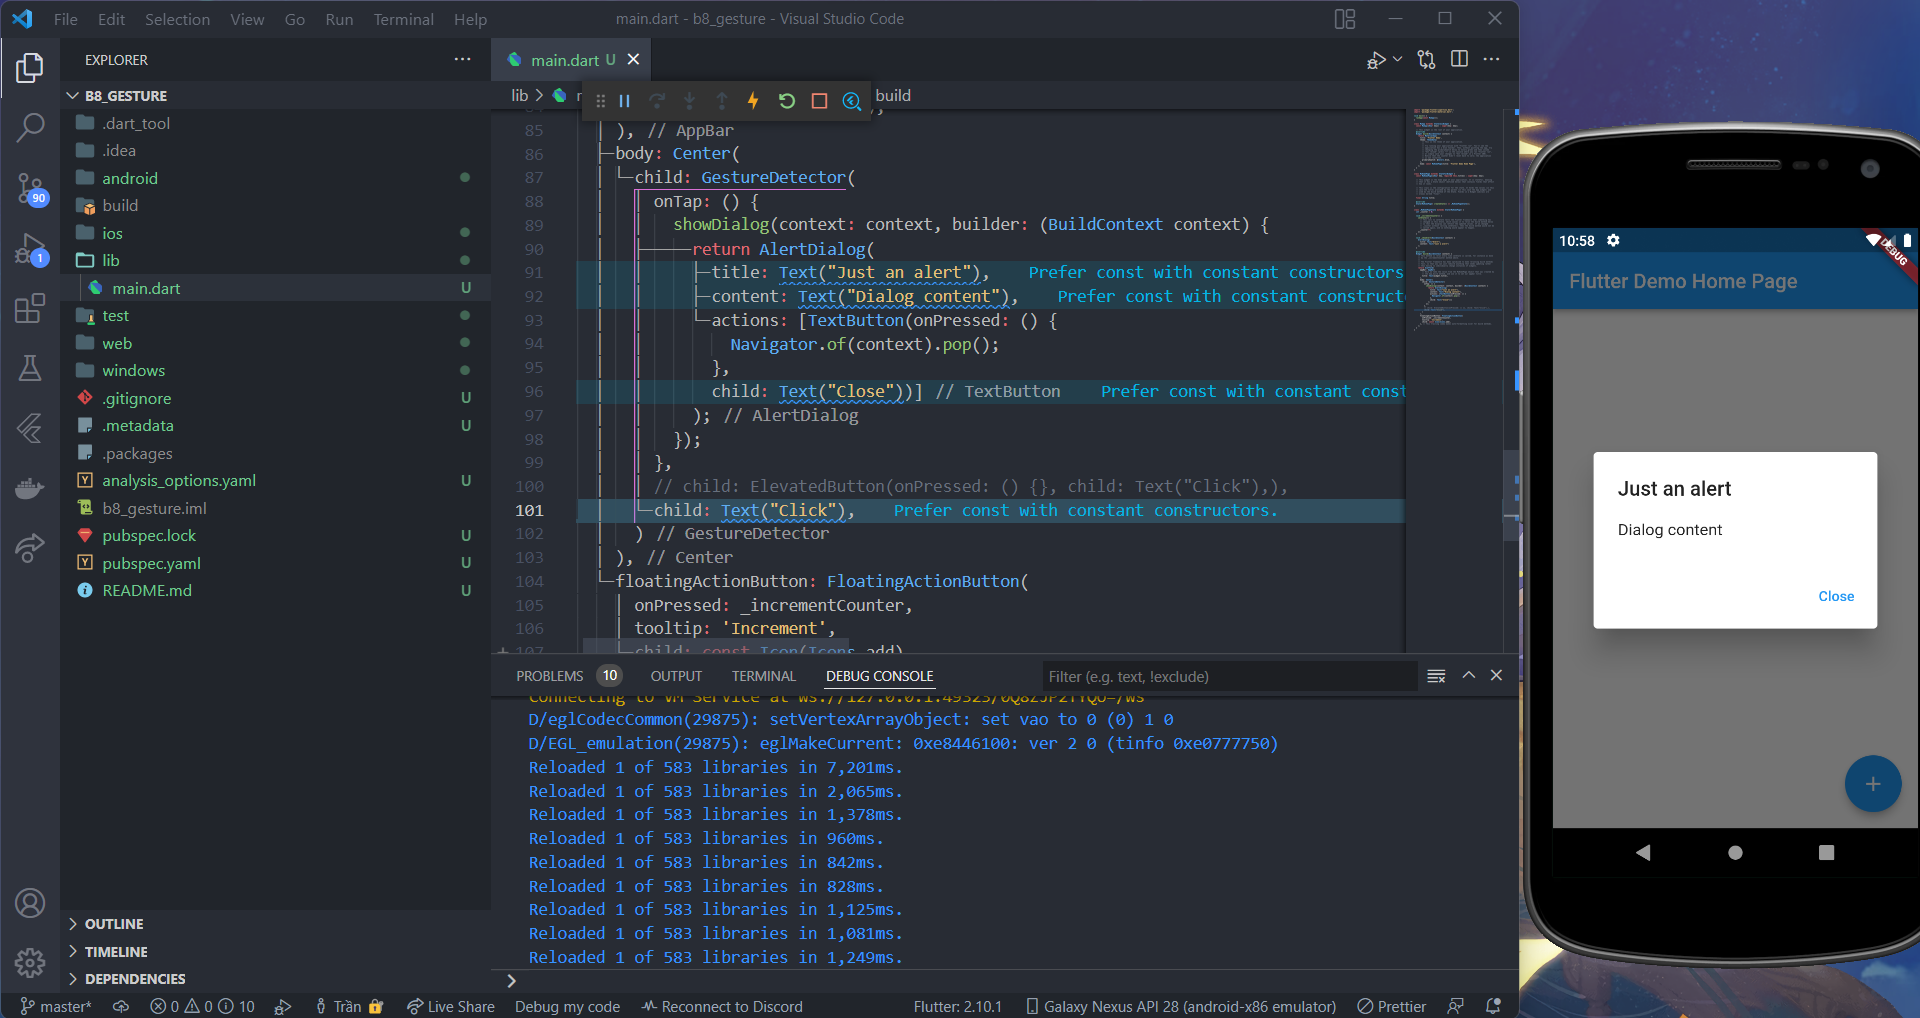 File Edit Selection View Go Run Terminal Help
main.dart - b8_gesture - Visual Studio Code
EXPLORER
B8_GESTURE
.dart_tool
.idea
android
build
ios
lib
main.dart U
test
web
windows
.gitignore U
.metadata U
.packages
analysis_options.yaml U
b8_gesture.iml
pubspec.lock U
pubspec.yaml U
README.md U
OUTLINE
TIMELINE
DEPENDENCIES
90
1
main.dart U
lib
build
85 ), // AppBar
86 body: Center(
87 child: GestureDetector(
88 onTap: () {
89 showDialog(context: context, builder: (BuildContext context) {
90 return AlertDialog(
91 title: Text("Just an alert"), Prefer const with constant constructors
92 content: Text("Dialog content"), Prefer const with constant construct
93 actions: [TextButton(onPressed: () {
94 Navigator.of(context).pop();
95 },
96 child: Text("Close"))] // TextButton Prefer const with constant const
97 ); // AlertDialog
98 });
99 },
100 // child: ElevatedButton(onPressed: () {}, child: Text("Click"),),
101 child: Text("Click"), Prefer const with constant constructors.
102 ) // GestureDetector
103 ), // Center
104 floatingActionButton: FloatingActionButton(
105 onPressed: _incrementCounter,
106 tooltip: 'Increment',
107 child: const Icon(Icons.add)
PROBLEMS 10 OUTPUT TERMINAL DEBUG CONSOLE
Filter (e.g. text, !exclude)
Connecting to VM Service at
D/eglCodecCommon(29875): setVertexArrayObject: set vao to 0 (0) 1 0
D/EGL_emulation(29875): eglMakeCurrent: 0xe8446100: ver 2 0 (tinfo 0xe0777750)
Reloaded 1 of 583 libraries in 7,201ms.
Reloaded 1 of 583 libraries in 2,065ms.
Reloaded 1 of 583 libraries in 1,378ms.
Reloaded 1 of 583 libraries in 960ms.
Reloaded 1 of 583 libraries in 842ms.
Reloaded 1 of 583 libraries in 828ms.
Reloaded 1 of 583 libraries in 1,125ms.
Reloaded 1 of 583 libraries in 1,081ms.
Reloaded 1 of 583 libraries in 1,249ms.
master* 0 0 10 Trần Live Share Debug my code Reconnect to Discord
Flutter: 2.10.1 Galaxy Nexus API 28 (android-x86 emulator) Prettier
10:58
DEBUG
Flutter Demo Home Page
Just an alert
Dialog content
Close